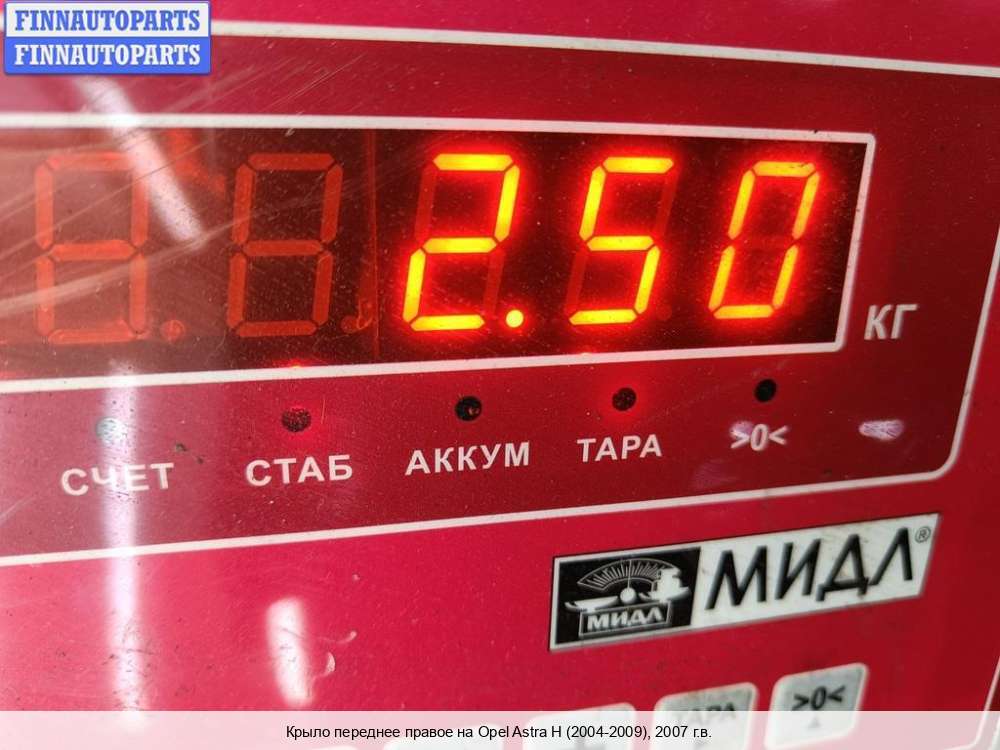 FINNAUTOPARTS
FINNAUTOPARTS
2.50
КГ
СЧЕТ СТАБ АККУМ ТАРА >0<
МИДЛ МИДЛ®
ТАРА >0<
Крыло переднее правое на Opel Astra H (2004-2009), 2007 г.в.